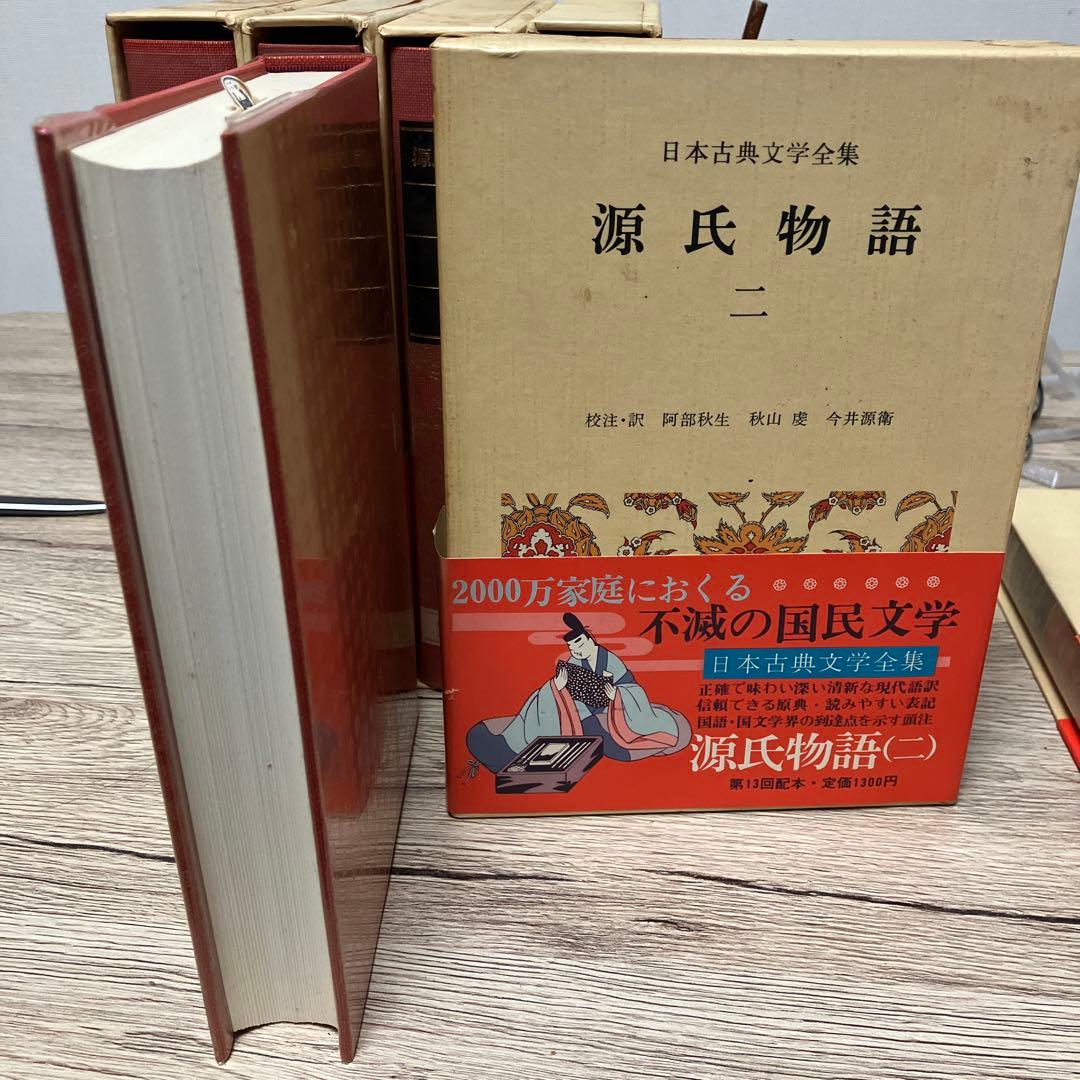 日本古典文学全集
源氏物語
二
校注・訳 阿部秋生 秋山 虔 今井源衛
2000万家庭におくる
不滅の国民文学
日本古典文学全集
正確で味わい深い清新な現代語訳
信頼できる原典・読みやすい表記
国語・国文学界の到達点を示す頭注
源氏物語(二)
第13回配本・定価1300円
源